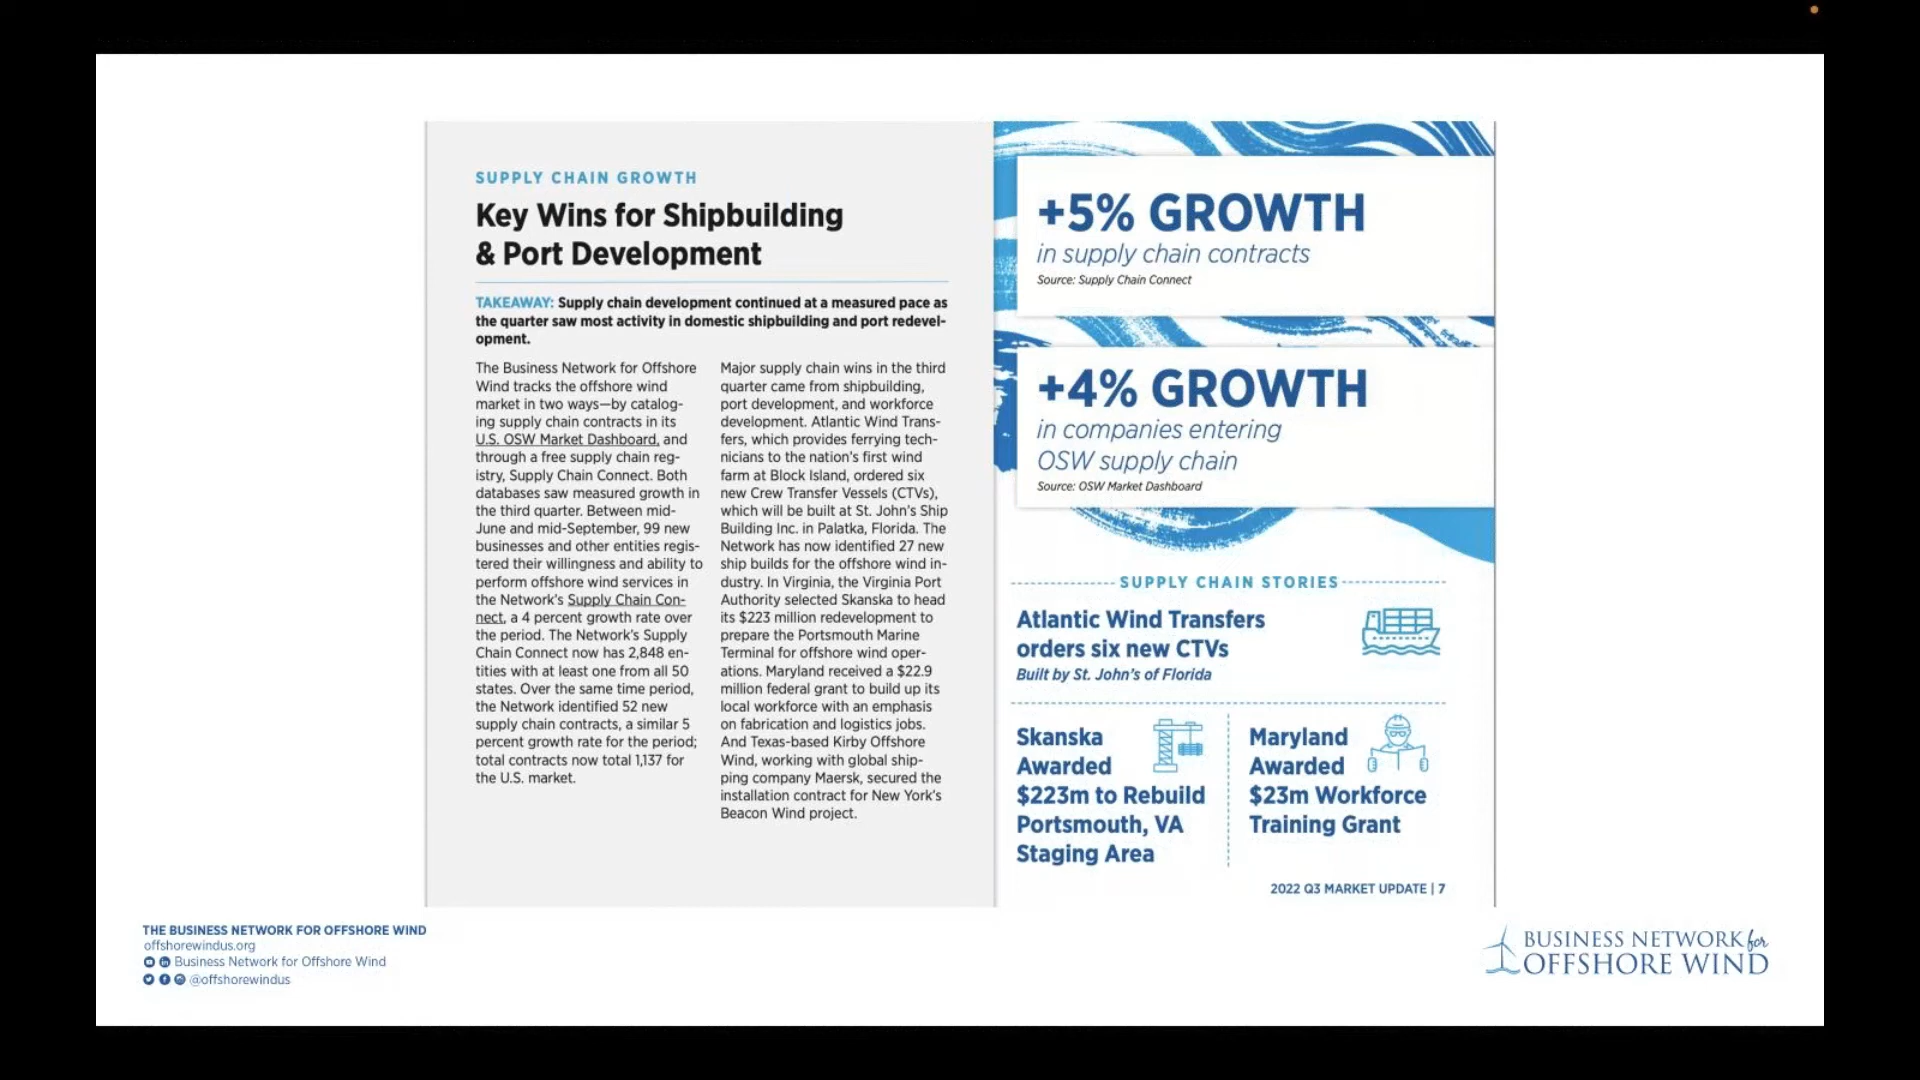 SUPPLY CHAIN GROWTH
Key Wins for Shipbuilding
& Port Development
TAKEAWAY: Supply chain development continued at a measured pace as
the quarter saw most activity in domestic shipbuilding and port redevel-
opment.
The Business Network for Offshore
Wind tracks the offshore wind
market in two ways—by catalog-
ing supply chain contracts in its
U.S. OSW Market Dashboard, and
through a free supply chain reg-
istry, Supply Chain Connect. Both
databases saw measured growth in
the third quarter. Between mid-
June and mid-September, 99 new
businesses and other entities regis-
tered their willingness and ability to
perform offshore wind services in
the Network's Supply Chain Con-
nect, a 4 percent growth rate over
the period. The Network's Supply
Chain Connect now has 2,848 en-
tities with at least one from all 50
states. Over the same time period,
the Network identified 52 new
supply chain contracts, a similar 5
percent growth rate for the period;
total contracts now total 1,137 for
the U.S. market.
Major supply chain wins in the third
quarter came from shipbuilding,
port development, and workforce
development. Atlantic Wind Trans-
fers, which provides ferrying tech-
nicians to the nation's first wind
farm at Block Island, ordered six
new Crew Transfer Vessels (CTVs),
which will be built at St. John's Ship
Building Inc. in Palatka, Florida. The
Network has now identified 27 new
ship builds for the offshore wind in-
dustry. In Virginia, the Virginia Port
Authority selected Skanska to head
its $223 million redevelopment to
prepare the Portsmouth Marine
Terminal for offshore wind oper-
ations. Maryland received a $22.9
million federal grant to build up its
local workforce with an emphasis
on fabrication and logistics jobs.
And Texas-based Kirby Offshore
Wind, working with global ship-
ping company Maersk, secured the
installation contract for New York's
Beacon Wind project.
+5% GROWTH
in supply chain contracts
Source: Supply Chain Connect
+4% GROWTH
in companies entering
OSW supply chain
Source: OSW Market Dashboard
SUPPLY CHAIN STORIES
Atlantic Wind Transfers
orders six new CTVs
Built by St. John's of Florida
Skanska
Awarded
$223m to Rebuild
Portsmouth, VA
Staging Area
Maryland
Awarded
$23m Workforce
Training Grant
2022 Q3 MARKET UPDATE | 7
THE BUSINESS NETWORK FOR OFFSHORE WIND
offshorewindus.org
Business Network for Offshore Wind
@offshorewindus
BUSINESS NETWORK for
OFFSHORE WIND